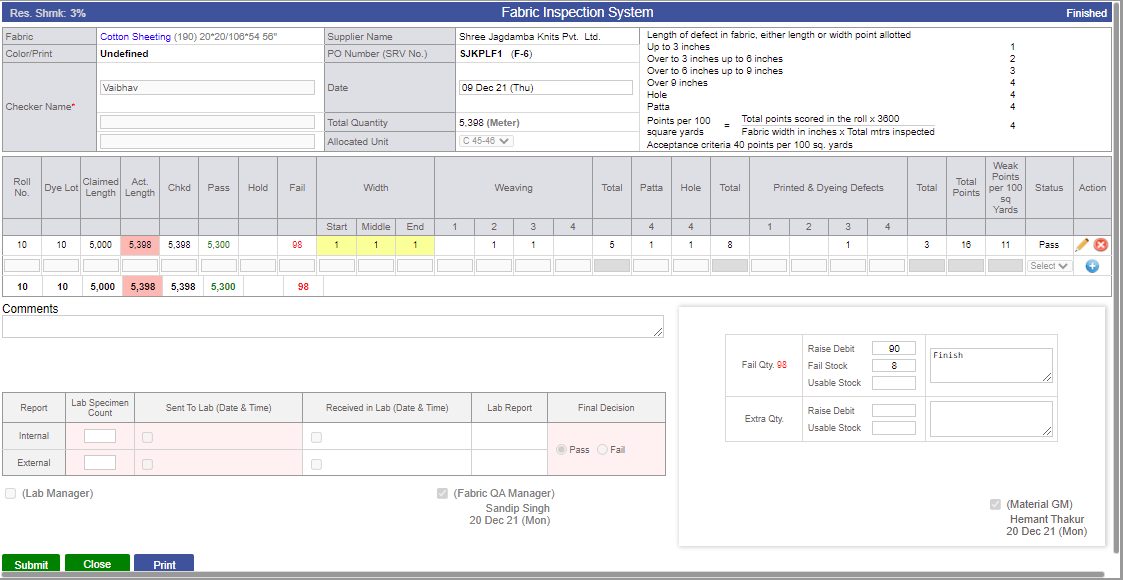 Res. Shrnk: 3% Fabric Inspection System Finished
Fabric Cotton Sheeting (190) 20*20/106*54 56" Supplier Name Shree Jagdamba Knits Pvt. Ltd.
Color/Print Undefined PO Number (SRV No.) SJKPLF1 (F-6)
Checker Name* Vaibhav Date 09 Dec 21 (Thu)
Total Quantity 5,398 (Meter)
Allocated Unit C 45-46
Length of defect in fabric, either length or width point allotted
Up to 3 inches 1
Over to 3 inches up to 6 inches 2
Over to 6 inches up to 9 inches 3
Over 9 inches 4
Hole 4
Patta 4
Points per 100 square yards = Total points scored in the roll x 3600 4
Fabric width in inches x Total mtrs inspected
Acceptance criteria 40 points per 100 sq. yards
Roll No. Dye Lot Claimed Length Act. Length Chkd Pass Hold Fail Width Weaving Total Patta Hole Total Printed & Dyeing Defects Total Total Points Weak Points per 100 sq Yards Status Action
Start Middle End 1 2 3 4 4 4 1 2 3 4
10 10 5,000 5,398 5,398 5,300 98 1 1 1 1 1 5 1 1 8 1 3 16 11 Pass
Select
10 10 5,000 5,398 5,398 5,300 98
Comments
Fail Qty. 98 Raise Debit 90 Finish
Fail Stock 8
Usable Stock
Extra Qty. Raise Debit
Usable Stock
Report Lab Specimen Count Sent To Lab (Date & Time) Received in Lab (Date & Time) Lab Report Final Decision
Internal
External
Pass Fail
(Lab Manager) (Fabric QA Manager)
Sandip Singh
20 Dec 21 (Mon)
(Material GM)
Hemant Thakur
20 Dec 21 (Mon)
Submit Close Print